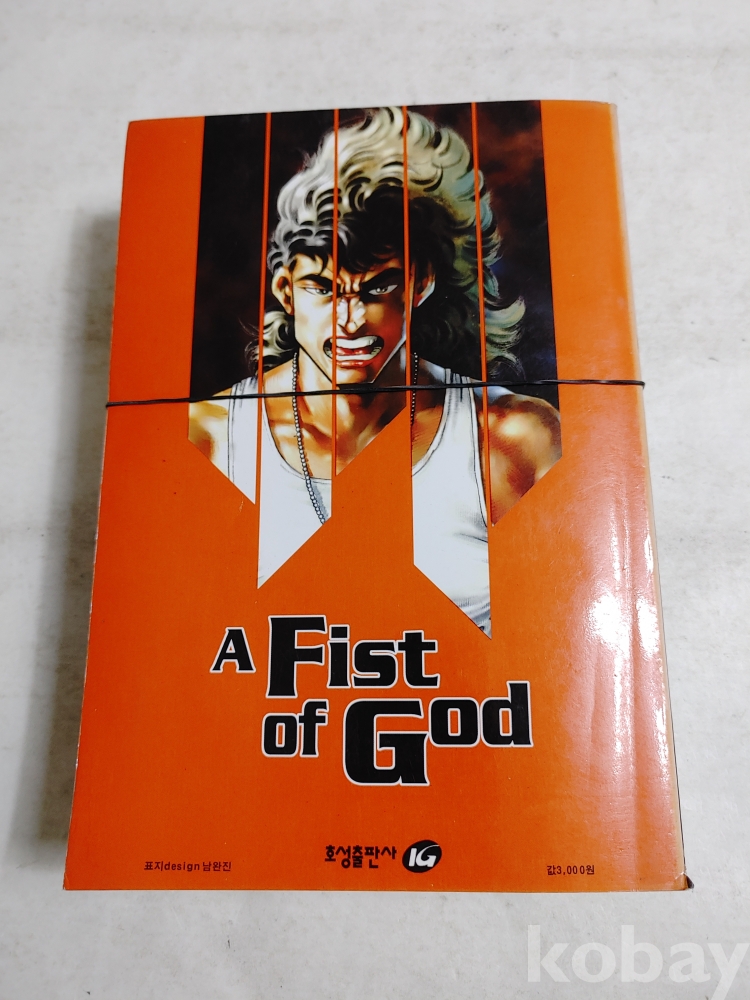 A Fist
of God
호성출판사 IG
표지design 남완진
값3,000원
kobay